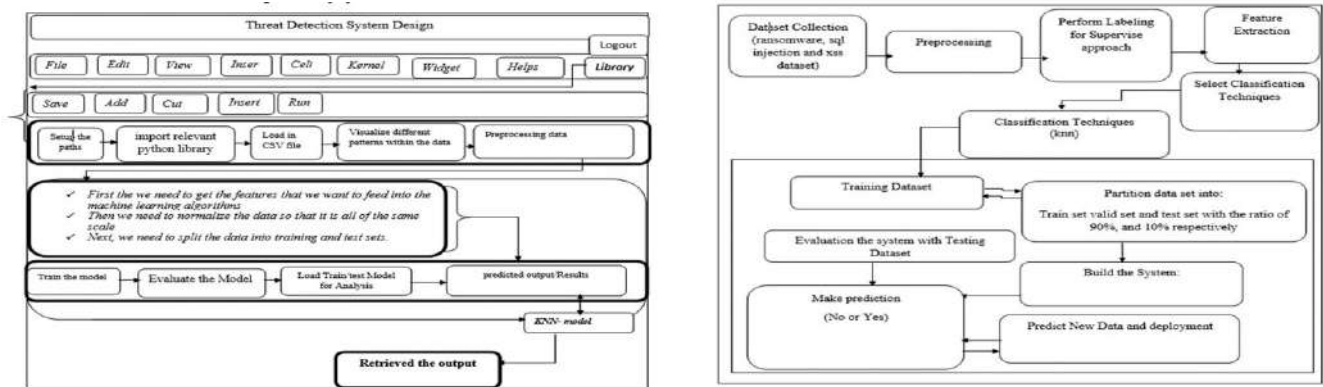 Threat Detection System Design
Logout
File Edit View Inser Cell Kernel Widget Helps Library
Save Add Cut Insert Run
Setup the
paths
import relevant
python library
Load in
CSV file
Visualize different
patterns within the data
Preprocessing data
✓ First the we need to get the features that we want to feed into the
machine learning algorithms
✓ Then we need to normalize the data so that it is all of the same
scale
✓ Next, we need to split the data into training and test sets.
Train the model
Evaluate the Model
Load Train/test Model
for Analysis
predicted output/Results
KNN- model
Retrieved the output
Dataset Collection
(ransomware, sql
injection and xss
dataset)
Preprocessing
Perform Labeling
for Supervise
approach
Feature
Extraction
Select Classification
Techniques
Classification Techniques
(knn)
Training Dataset
Partition data set into:
Train set valid set and test set with the ratio of
90%, and 10% respectively
Evaluation the system with Testing
Dataset
Build the System:
Make prediction
(No or Yes)
Predict New Data and deployment